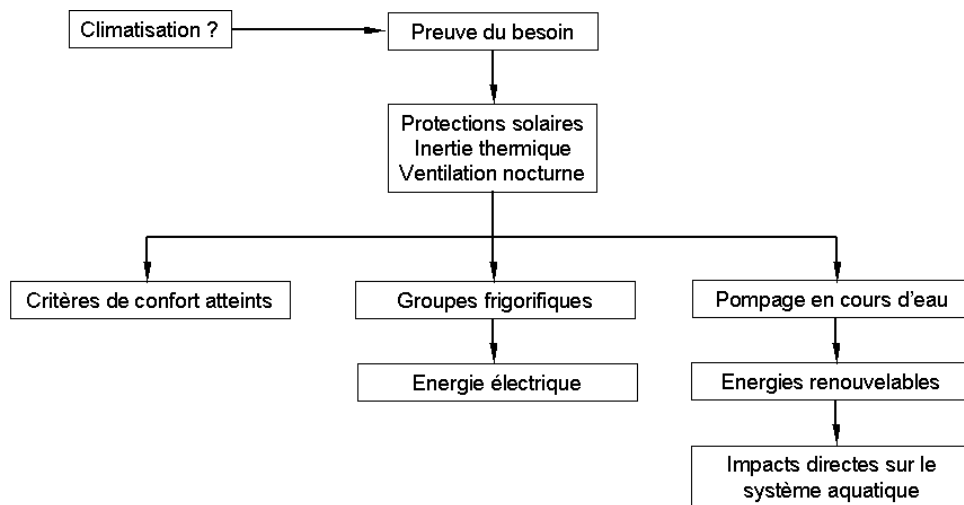 Climatisation ?
Preuve du besoin
Protections solaires
Inertie thermique
Ventilation nocturne
Critères de confort atteints
Groupes frigorifiques
Pompage en cours d'eau
Energie électrique
Energies renouvelables
Impacts directes sur le
système aquatique